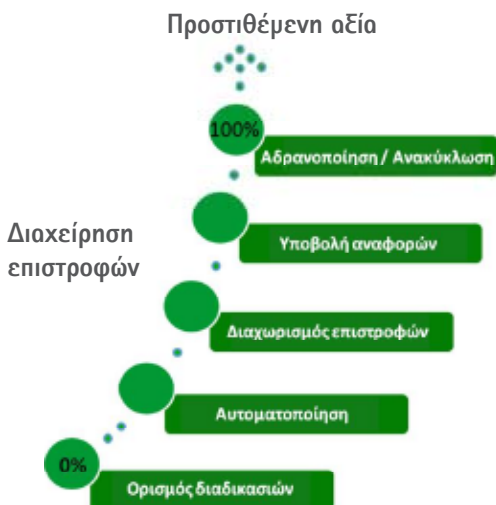 Προστιθέμενη αξία
100%
Αδρανοποίηση / Ανακύκλωση
Υποβολή αναφορών
Διαχείρηση
επιστροφών
Διαχωρισμός επιστροφών
Αυτοματοποίηση
0%
Ορισμός διαδικασιών